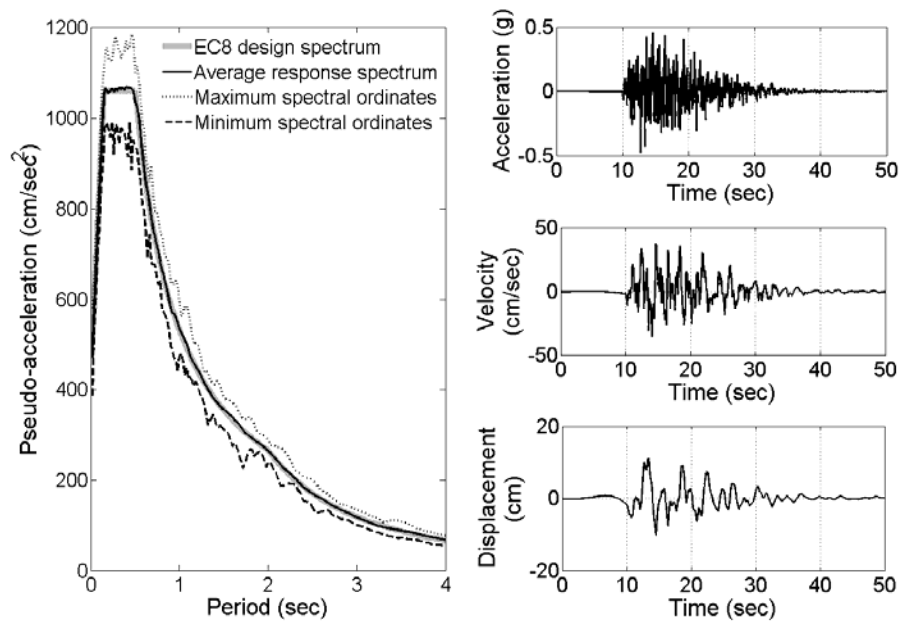 1200
1000
800
600
400
200
0
Pseudo-acceleration (cm/sec²)
EC8 design spectrum
Average response spectrum
Maximum spectral ordinates
Minimum spectral ordinates
0 1 2 3 4
Period (sec)
0.5
0
-0.5
Acceleration (g)
0 10 20 30 40 50
Time (sec)
50
0
-50
Velocity
(cm/sec)
0 10 20 30 40 50
Time (sec)
20
0
-20
Displacement
(cm)
0 10 20 30 40 50
Time (sec)